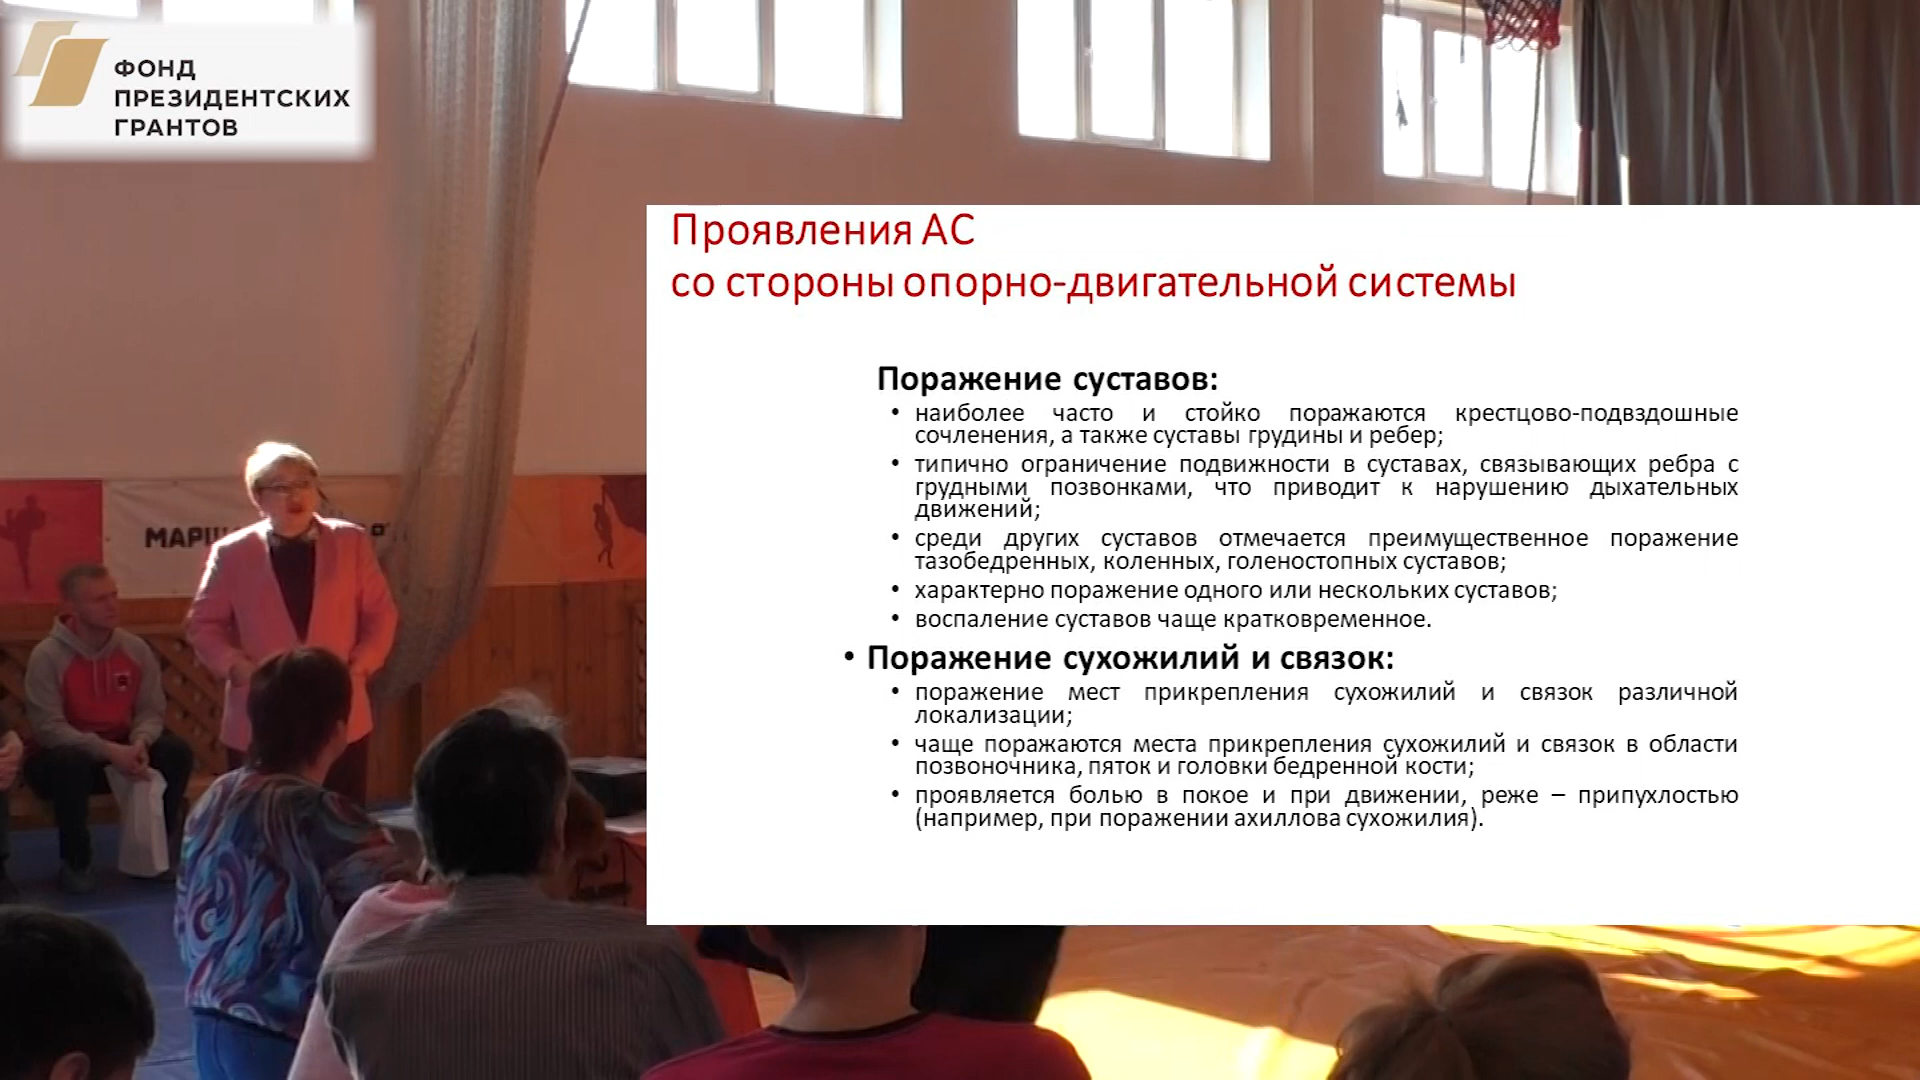 ФОНД
ПРЕЗИДЕНТСКИХ
ГРАНТОВ
Проявления АС
со стороны опорно-двигательной системы
Поражение суставов:
• наиболее часто и стойко поражаются крестцово-подвздошные
сочленения, а также суставы грудины и ребер;
• типично ограничение подвижности в суставах, связывающих ребра с
грудными позвонками, что приводит к нарушению дыхательных
движений;
• среди других суставов отмечается преимущественное поражение
тазобедренных, коленных, голеностопных суставов;
• характерно поражение одного или нескольких суставов;
• воспаление суставов чаще кратковременное.
• Поражение сухожилий и связок:
• поражение мест прикрепления сухожилий и связок различной
локализации;
• чаще поражаются места прикрепления сухожилий и связок в области
позвоночника, пяток и головки бедренной кости;
• проявляется болью в покое и при движении, реже – припухлостью
(например, при поражении ахиллова сухожилия).